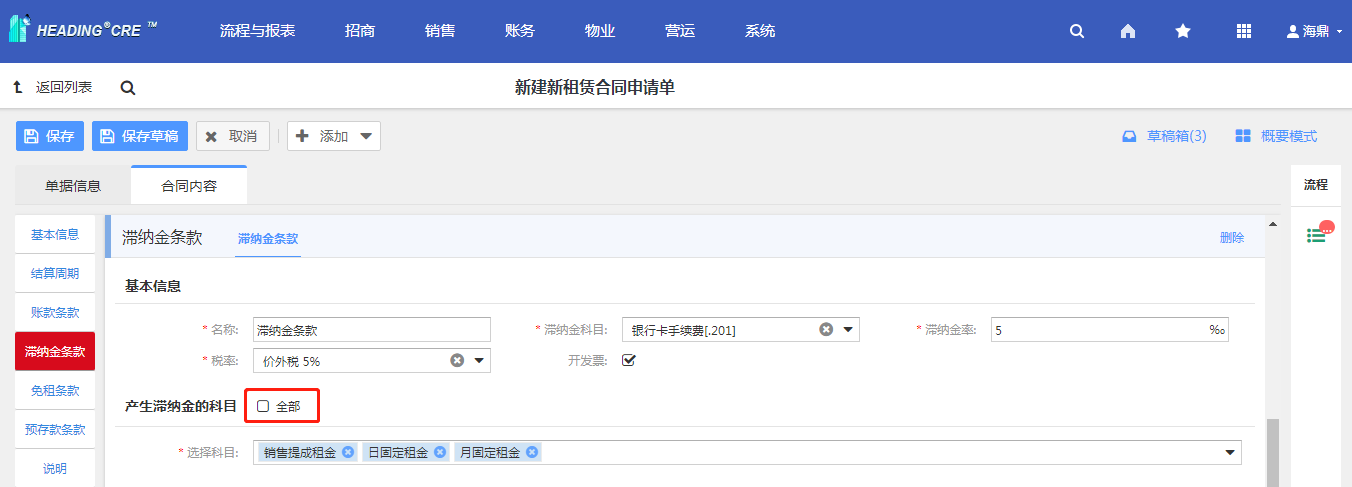 HEADING®CRE ™ 流程与报表 招商 销售 账务 物业 营运 系统 海鼎
返回列表 新建新租赁合同申请单
保存 保存草稿 取消 添加 草稿箱(3) 概要模式
单据信息 合同内容 流程
基本信息
结算周期
账款条款
滞纳金条款
免租条款
预存款条款
说明
滞纳金条款 滞纳金条款 删除
基本信息
* 名称: 滞纳金条款 * 滞纳金科目: 银行卡手续费[.201] * 滞纳金率: 5 ‰
* 税率: 价外税 5% 开发票:
产生滞纳金的科目 全部
* 选择科目: 销售提成租金 日固定租金 月固定租金